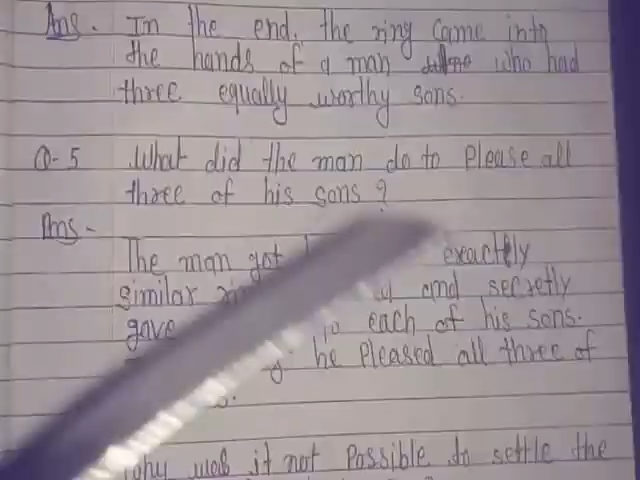 Ans. In the end, the ring came into
the hands of a man who had
three equally worthy sons.
Q-5 What did the man do to Please all
three of his sons?
Ans-
The man got exactly
similar and secretly
gave to each of his sons.
he Pleased all three of
why was it not Possible to settle the